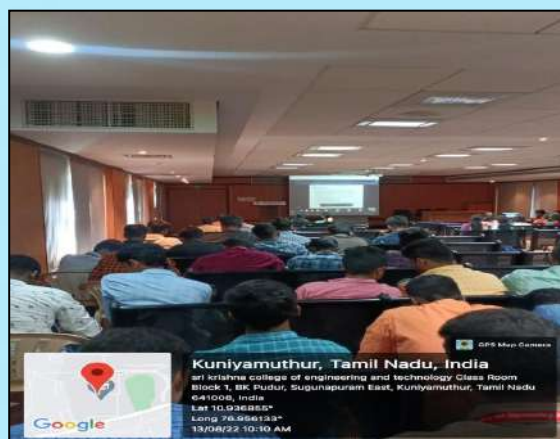 GPS Map Camera
Kuniyamuthur, Tamil Nadu, India
sri krishna college of engineering and technology Class Room
Block 1, BK Pudur, Sugunapuram East, Kuniyamuthur, Tamil Nadu
641008, India
Lat 10.936855°
Long 76.956133°
13/08/22 10:10 AM
Google